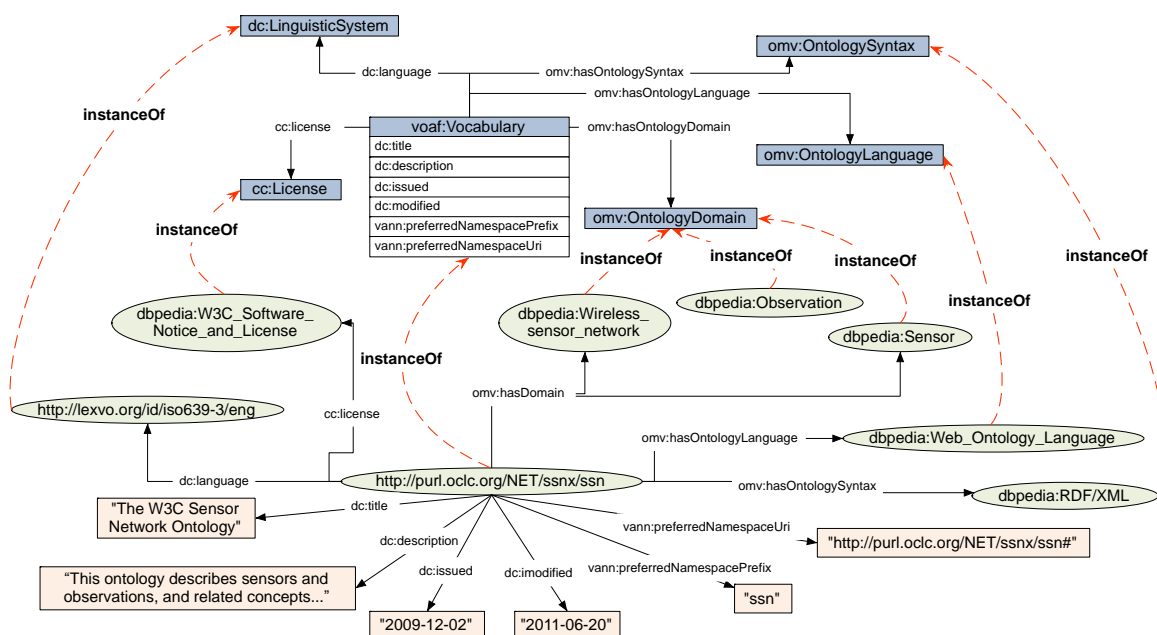 dc:LinguisticSystem
omv:OntologySyntax
dc:language
omv:hasOntologySyntax
omv:hasOntologyLanguage
instanceOf
cc:license
voaf:Vocabulary
omv:hasOntologyDomain
dc:title
dc:description
omv:OntologyLanguage
dc:issued
cc:License
dc:modified
omv:OntologyDomain
vann:preferredNamespacePrefix
instanceOf
vann:preferredNamespaceUri
instanceOf
instanceOf
instanceOf
instanceOf
dbpedia:W3C_Software_
Notice_and_License
dbpedia:Wireless_
sensor_network
dbpedia:Observation
instanceOf
dbpedia:Sensor
instanceOf
omv:hasDomain
http://lexvo.org/id/iso639-3/eng
cc:license
omv:hasOntologyLanguage
dbpedia:Web_Ontology_Language
dc:language
http://purl.oclc.org/NET/ssnx/ssn
omv:hasOntologySyntax
dbpedia:RDF/XML
"The W3C Sensor
Network Ontology"
dc:title
vann:preferredNamespaceUri
"http://purl.oclc.org/NET/ssnx/ssn#"
dc:description
dc:issued
dc:imodified
vann:preferredNamespacePrefix
“This ontology describes sensors and
observations, and related concepts...”
"2009-12-02"
"2011-06-20"
"ssn"